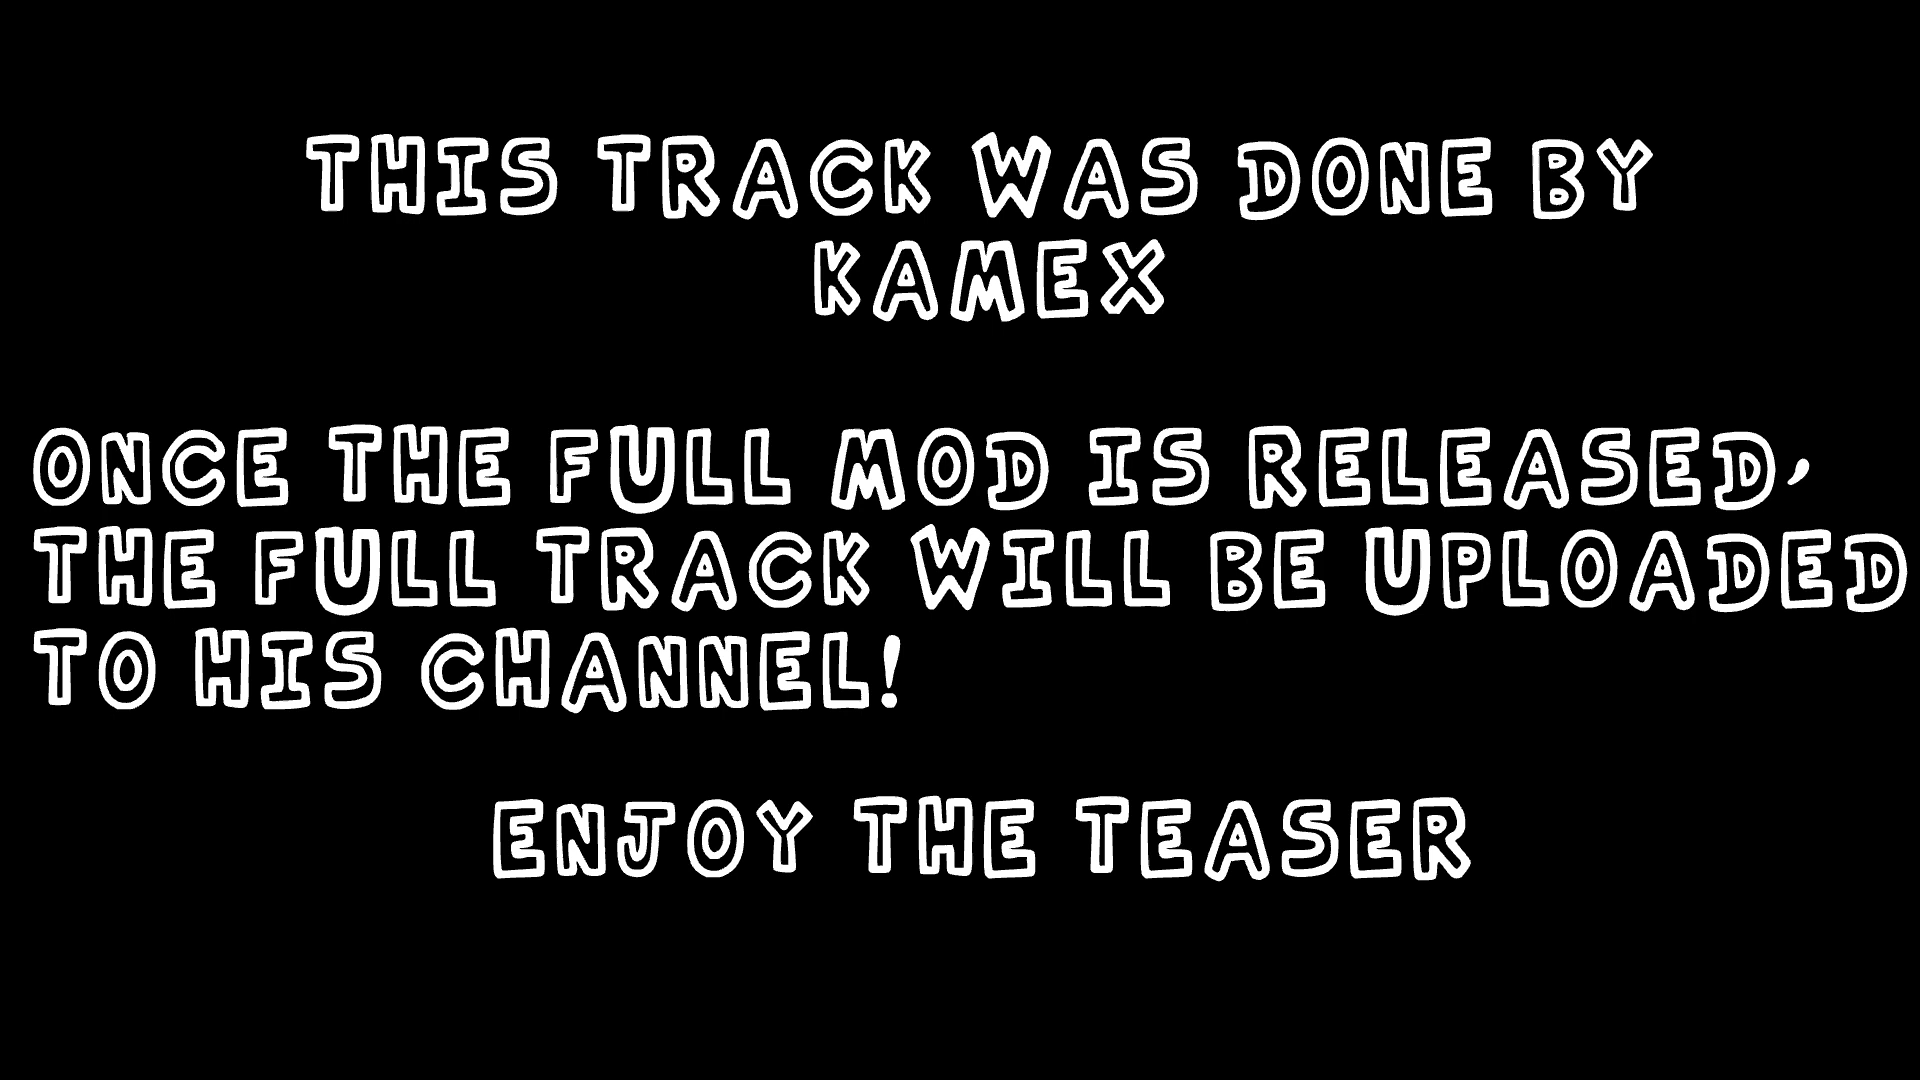 THIS TRACK WAS DONE BY
KAMEX
ONCE THE FULL MOD IS RELEASED,
THE FULL TRACK WILL BE UPLOADED
TO HIS CHANNEL!
ENJOY THE TEASER